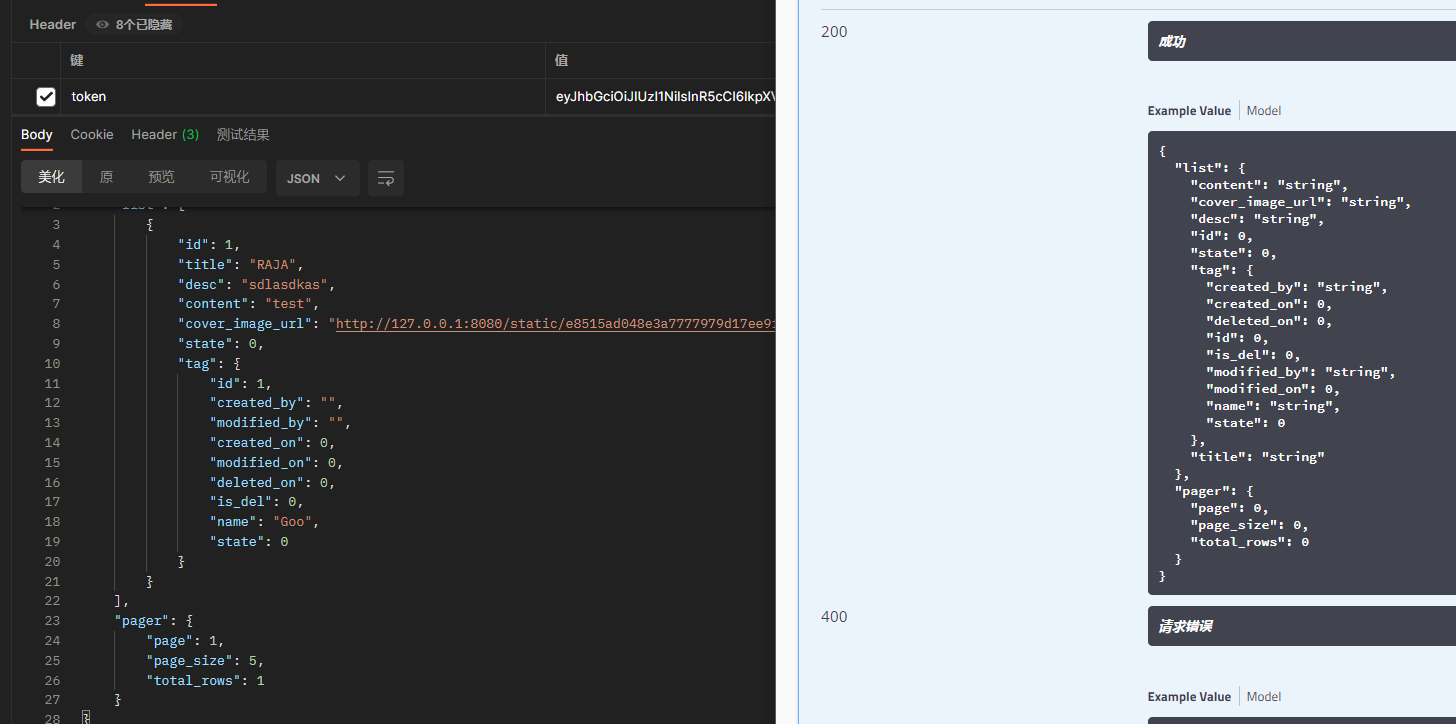 Header 8个已隐藏
键 值
token eyJhbGciOiJIUzI1NiIsInR5cCI6IkpXV
Body Cookie Header (3) 测试结果
美化 原 预览 可视化 JSON
3 {
4 "id": 1,
5 "title": "RAJA",
6 "desc": "sdlasdkas",
7 "content": "test",
8 "cover_image_url": "http://127.0.0.1:8080/static/e8515ad048e3a7777979d17ee91
9 "state": 0,
10 "tag": {
11 "id": 1,
12 "created_by": "",
13 "modified_by": "",
14 "created_on": 0,
15 "modified_on": 0,
16 "deleted_on": 0,
17 "is_del": 0,
18 "name": "Goo",
19 "state": 0
20 }
21 }
22 ],
23 "pager": {
24 "page": 1,
25 "page_size": 5,
26 "total_rows": 1
27 }
28 }
200
成功
Example Value Model
{
"list": {
"content": "string",
"cover_image_url": "string",
"desc": "string",
"id": 0,
"state": 0,
"tag": {
"created_by": "string",
"created_on": 0,
"deleted_on": 0,
"id": 0,
"is_del": 0,
"modified_by": "string",
"modified_on": 0,
"name": "string",
"state": 0
},
"title": "string"
},
"pager": {
"page": 0,
"page_size": 0,
"total_rows": 0
}
}
400
请求错误
Example Value Model